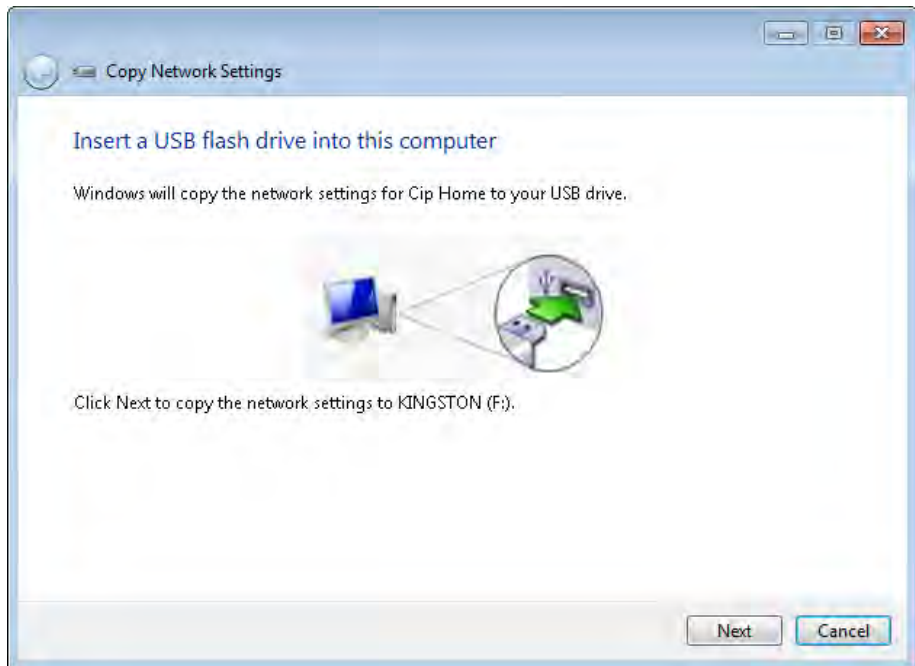 Copy Network Settings
Insert a USB flash drive into this computer
Windows will copy the network settings for Cip Home to your USB drive.
Click Next to copy the network settings to KINGSTON (F:).
Next
Cancel